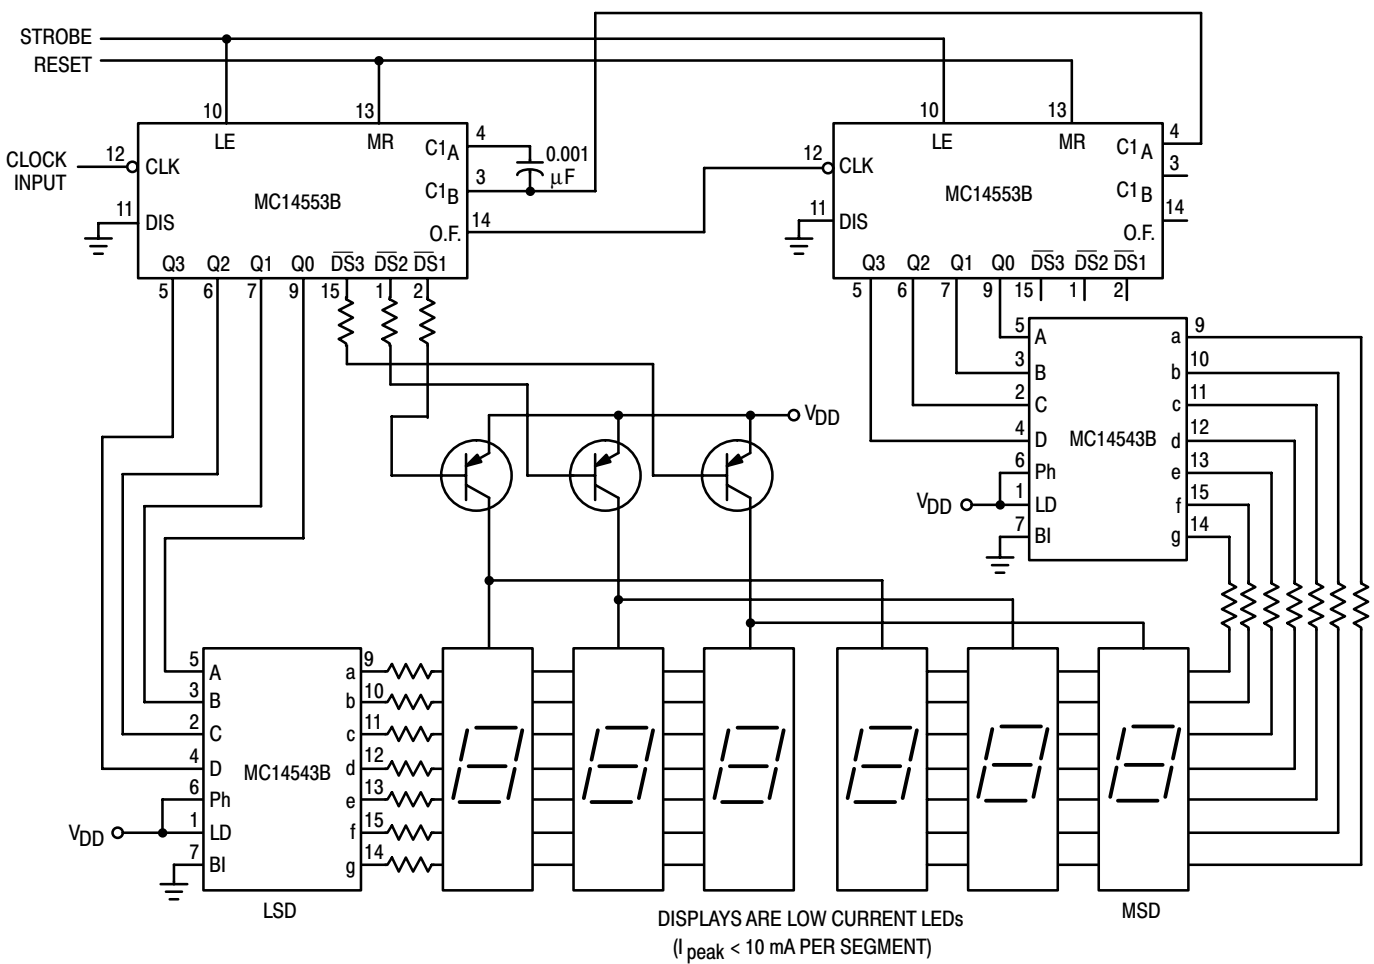 STROBE
RESET
10
13
10
13
LE
MR
C1A
4
LE
MR
C1A
4
CLOCK
INPUT
12
CLK
0.001
µF
12
CLK
3
C1B
3
C1B
MC14553B
MC14553B
11
DIS
14
O.F.
11
DIS
14
O.F.
Q3
Q2
Q1
Q0
DS3
DS2
DS1
Q3
Q2
Q1
Q0
DS3
DS2
DS1
5
6
7
9
15
1
2
5
6
7
9
15
1
2
5
A
a
9
3
B
b
10
2
C
c
11
4
D
MC14543B
d
12
6
Ph
e
13
VDD
1
LD
f
15
7
BI
g
14
VDD
5
A
a
9
3
B
b
10
2
C
c
11
4
D
MC14543B
d
12
6
Ph
e
13
VDD
1
LD
f
15
7
BI
g
14
LSD
MSD
DISPLAYS ARE LOW CURRENT LEDs
(I peak < 10 mA PER SEGMENT)